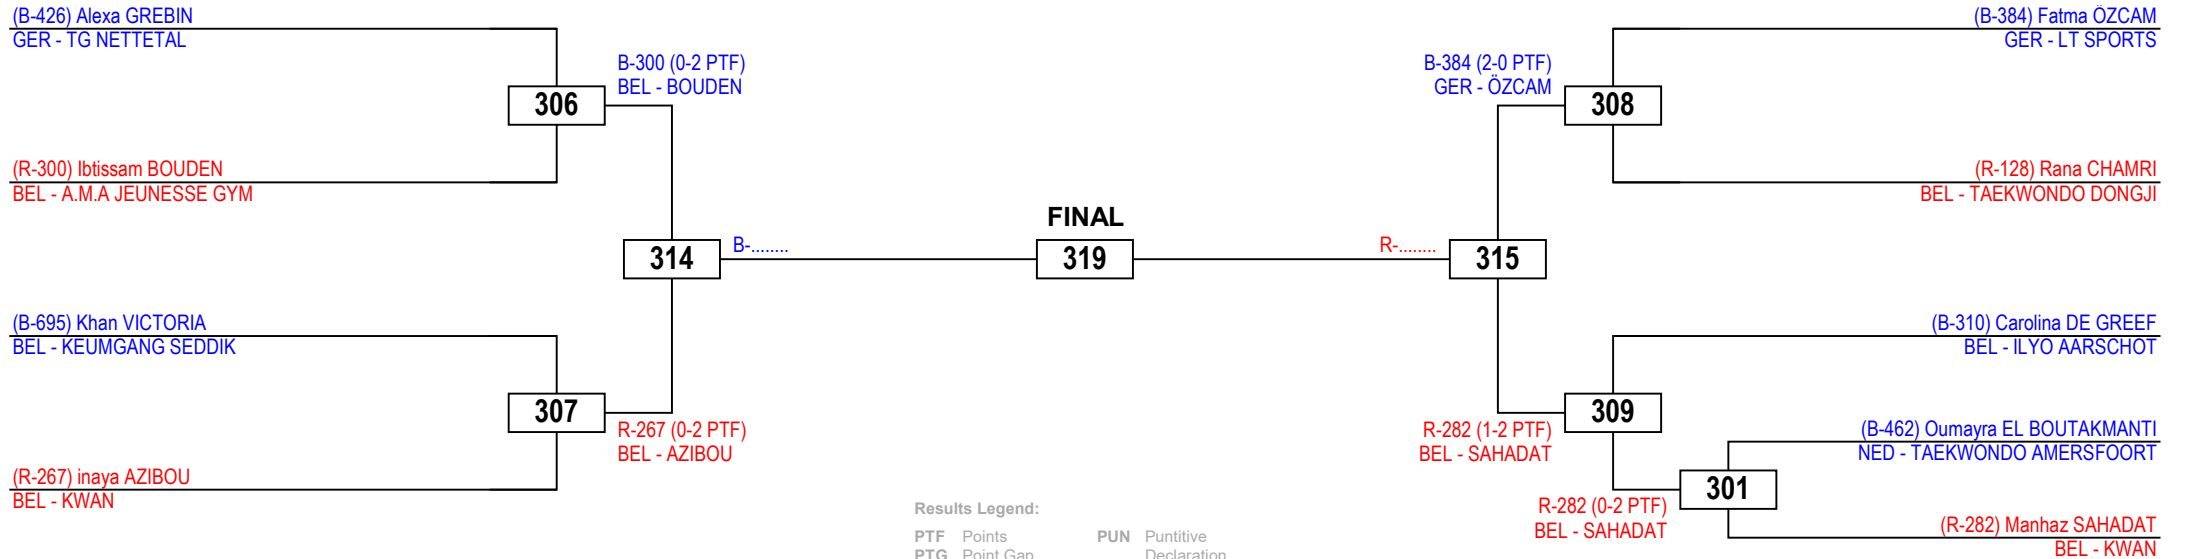 (B-426) Alexa GREBIN
GER - TG NETTETAL
B-300 (0-2 PTF)
BEL - BOUDEN
306
(R-300) Ibtissam BOUDEN
BEL - A.M.A JEUNESSE GYM
314
B-........
(B-695) Khan VICTORIA
BEL - KEUMGANG SEDDIK
307
R-267 (0-2 PTF)
BEL - AZIBOU
(R-267) inaya AZIBOU
BEL - KWAN
FINAL
319
(B-384) Fatma ÖZCAM
GER - LT SPORTS
B-384 (2-0 PTF)
GER - ÖZCAM
308
(R-128) Rana CHAMRI
BEL - TAEKWONDO DONGJI
R-........
315
(B-310) Carolina DE GREEF
BEL - ILYO AARSCHOT
309
R-282 (1-2 PTF)
BEL - SAHADAT
(B-462) Oumayra EL BOUTAKMANTI
NED - TAEKWONDO AMERSFOORT
301
R-282 (0-2 PTF)
BEL - SAHADAT
(R-282) Manhaz SAHADAT
BEL - KWAN
Results Legend:
PTF Points PUN Puntitive
PTG Point Gap Declaration